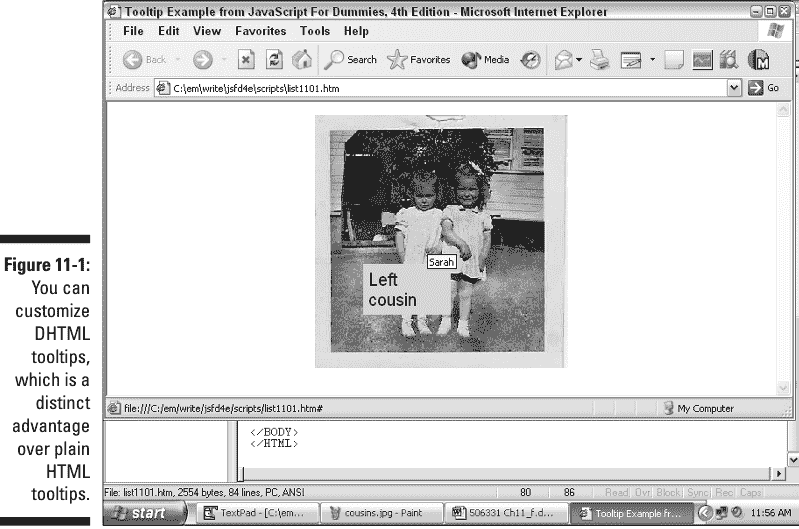 Tooltip Example from JavaScript For Dummies, 4th Edition - Microsoft Internet Explorer
File Edit View Favorites Tools Help
Back Search Favorites Media
Address C:\em\write\jsfd4e\scripts\list1101.htm Go
Sarah
Left
cousin
Figure 11-1:
You can
customize
DHTML
tooltips,
which is a
distinct
advantage
over plain
HTML
tooltips.
file:///C:/em/write/jsfd4e/scripts/list1101.htm# My Computer
</BODY>
</HTML>
File: list1101.htm, 2554 bytes, 84 lines, PC, ANSI 80 86 Read Ovr Block Sync Rec Caps
start TextPad - [C:\em... cousins.jpg - Paint 506331 Ch11_f.d... Tooltip Example fr... 11:56 AM